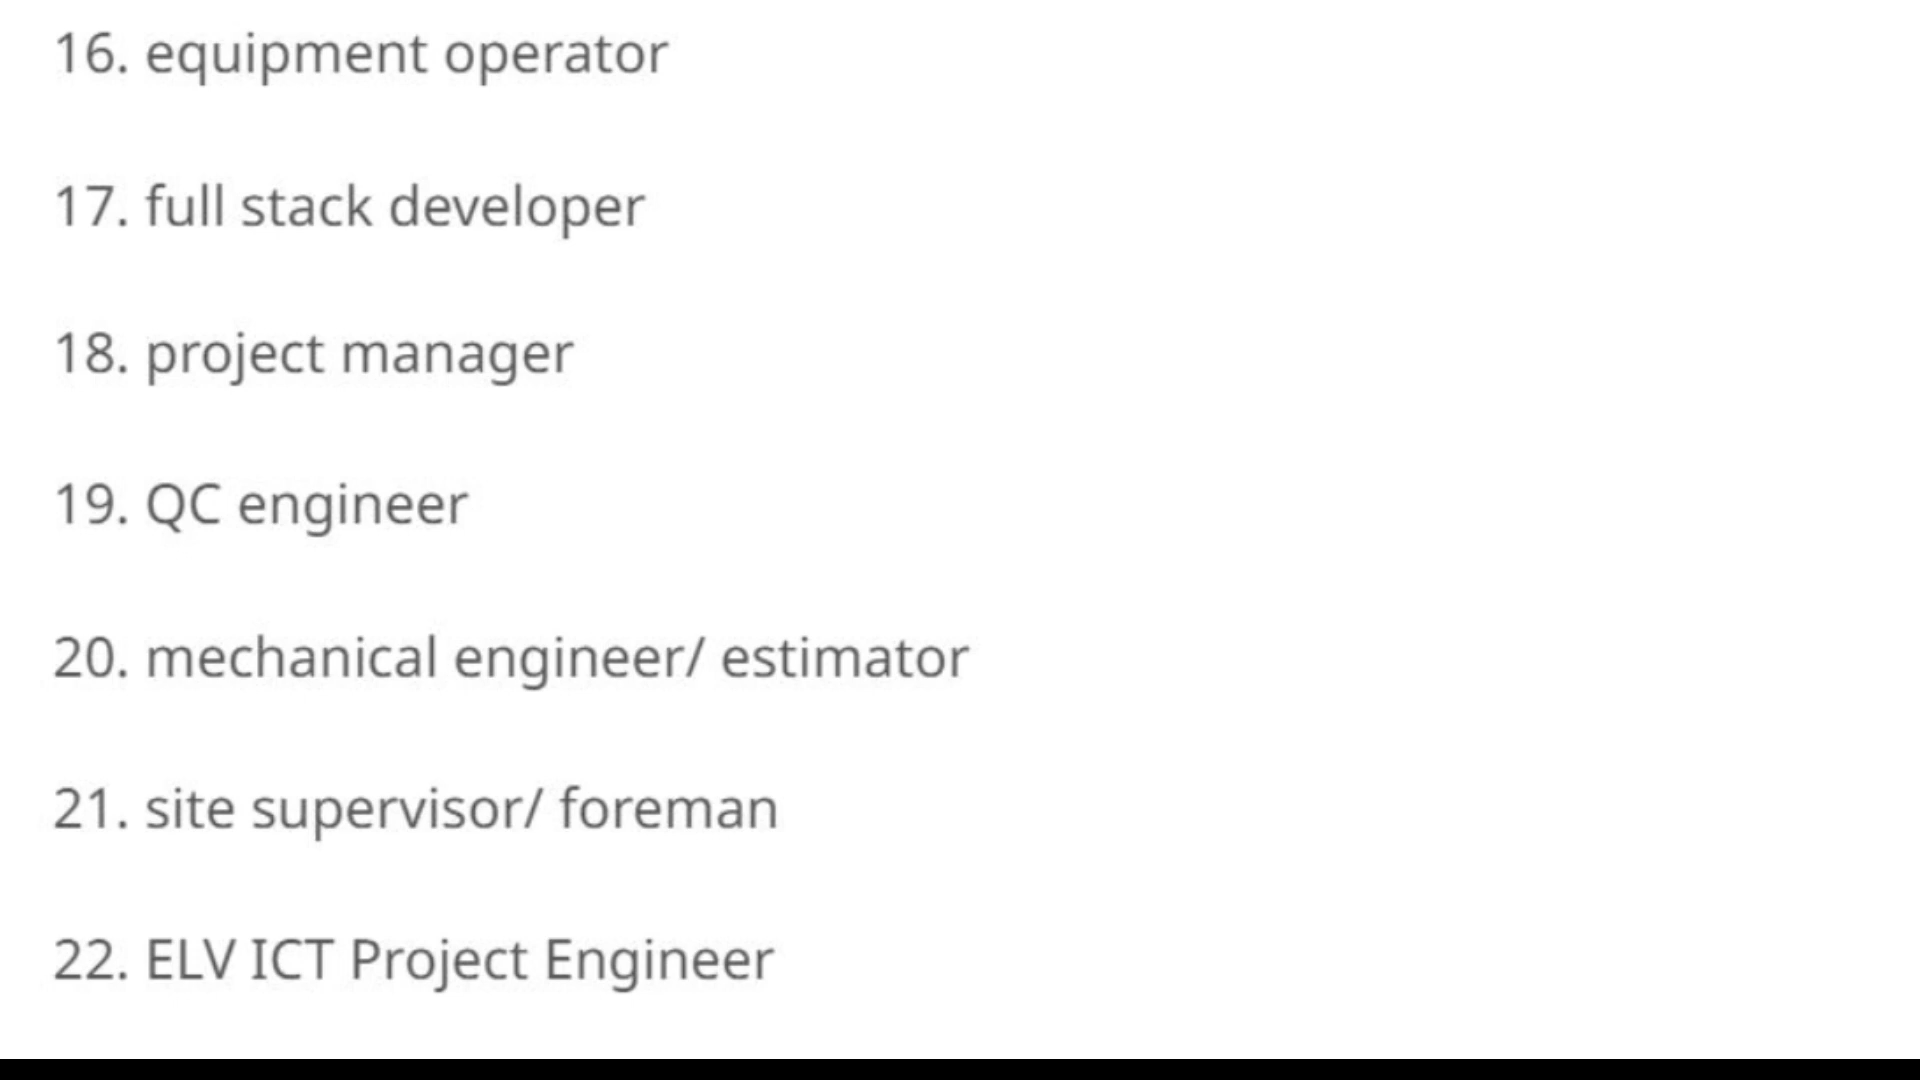 16. equipment operator
17. full stack developer
18. project manager
19. QC engineer
20. mechanical engineer/ estimator
21. site supervisor/ foreman
22. ELV ICT Project Engineer